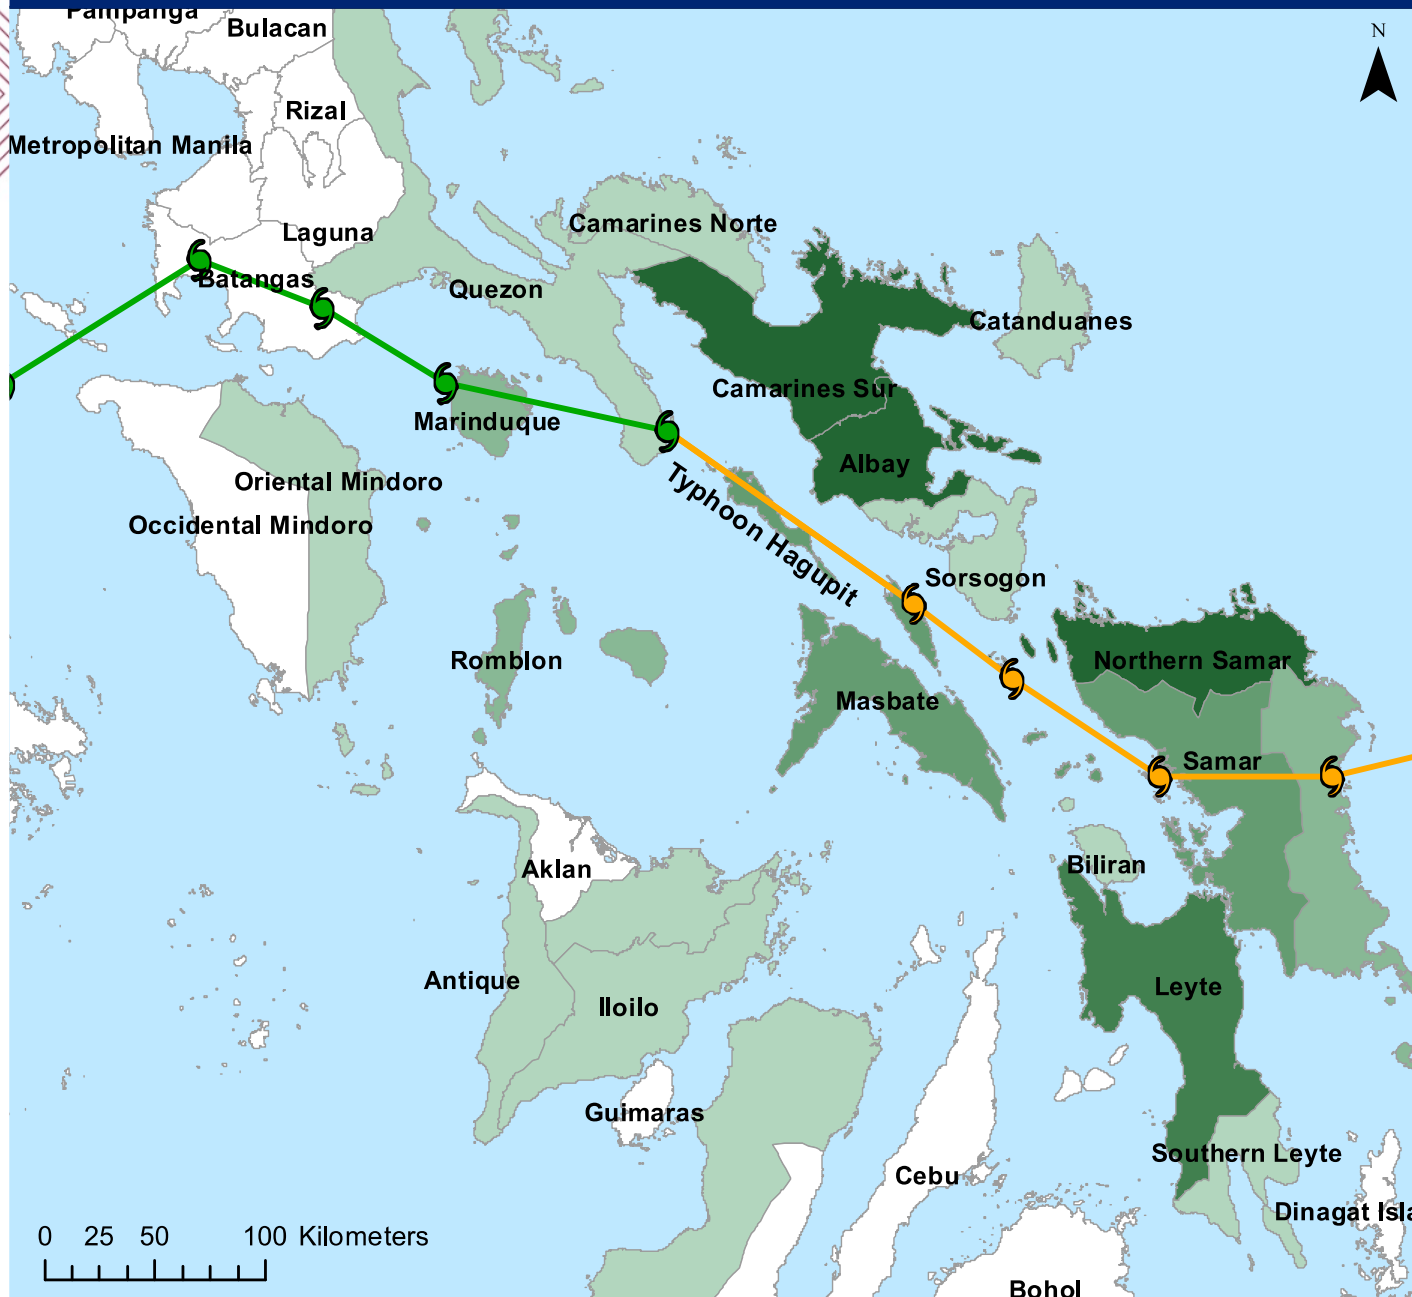 Pampanga
Bulacan
N
Rizal
Metropolitan Manila
Camarines Norte
Laguna
Batangas
Quezon
Catanduanes
Camarines Sur
Marinduque
Albay
Oriental Mindoro
Occidental Mindoro
Typhoon Hagupit
Sorsogon
Romblon
Northern Samar
Masbate
Samar
Biliran
Aklan
Antique
Leyte
Iloilo
Guimaras
Southern Leyte
Cebu
Dinagat Isla
0 25 50 100 Kilometers
Bohol